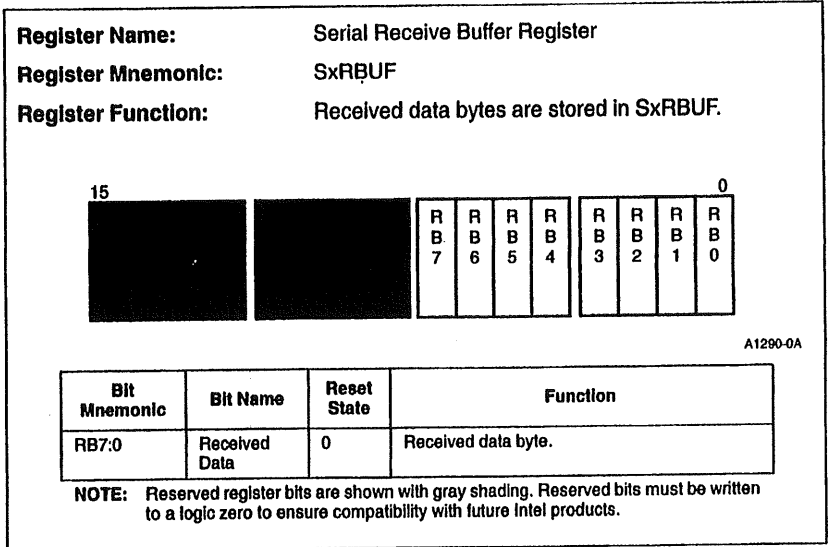 Register Name: Serial Receive Buffer Register
Register Mnemonic: SxRBUF
Register Function: Received data bytes are stored in SxRBUF.
15 0
R R R R R R R R
B B B B B B B B
7 6 5 4 3 2 1 0
A1290-0A
Bit Mnemonic Bit Name Reset State Function
RB7:0 Received Data 0 Received data byte.
NOTE: Reserved register bits are shown with gray shading. Reserved bits must be written
to a logic zero to ensure compatibility with future Intel products.